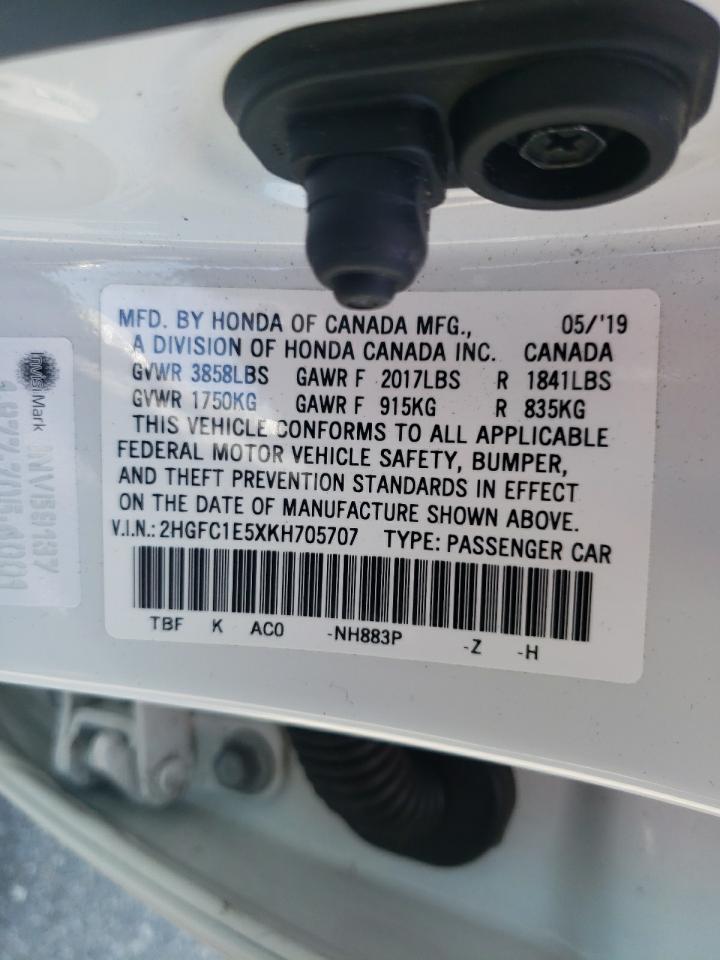 MFD. BY HONDA OF CANADA MFG., 05/'19
A DIVISION OF HONDA CANADA INC. CANADA
GVWR 3858LBS GAWR F 2017LBS R 1841LBS
GVWR 1750KG GAWR F 915KG R 835KG
THIS VEHICLE CONFORMS TO ALL APPLICABLE
FEDERAL MOTOR VEHICLE SAFETY, BUMPER,
AND THEFT PREVENTION STANDARDS IN EFFECT
ON THE DATE OF MANUFACTURE SHOWN ABOVE.
V.I.N.: 2HGFC1E5XKH705707 TYPE: PASSENGER CAR
TBF K AC0 -NH883P -Z -H
InVisiMark